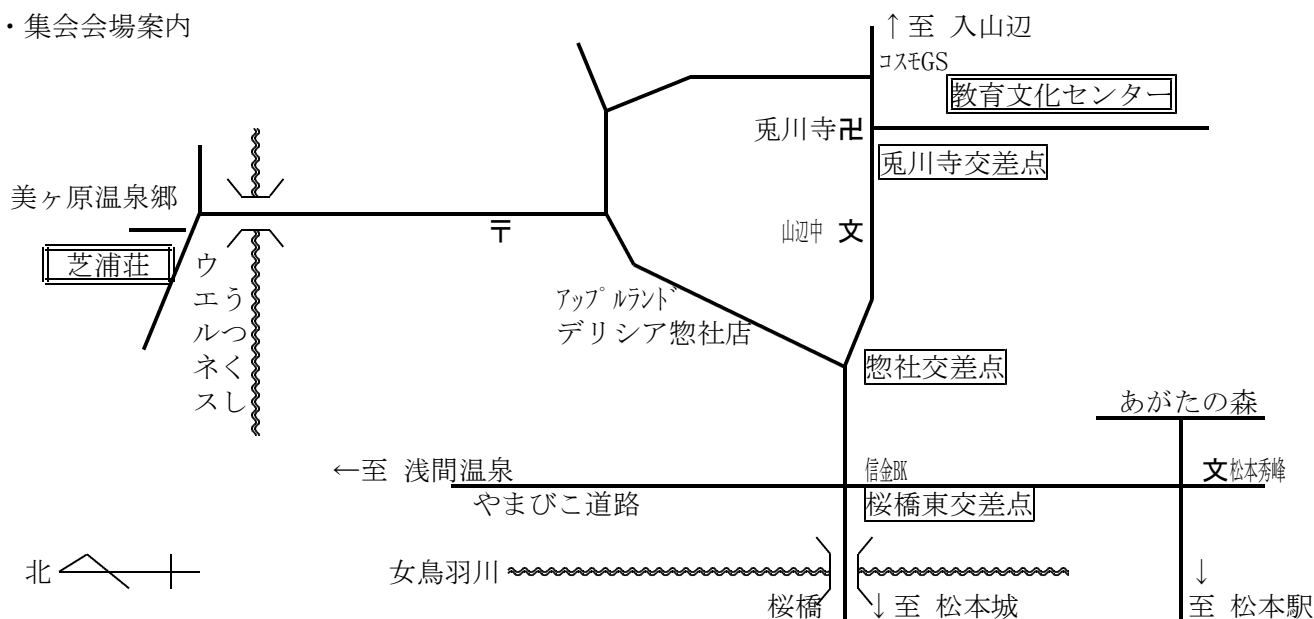 ・集会会場案内
↑至 入山辺
コスモGS
教育文化センター
兎川寺卍
兎川寺交差点
美ヶ原温泉郷
〒
山辺中 文
芝浦荘
ウエルネス
うつくし
アップルランド
デリシア惣社店
惣社交差点
あがたの森
←至 浅間温泉
信金BK
文松本秀峰
やまびこ道路
桜橋東交差点
北
女鳥羽川
↓
桜橋
↓至 松本城
至 松本駅